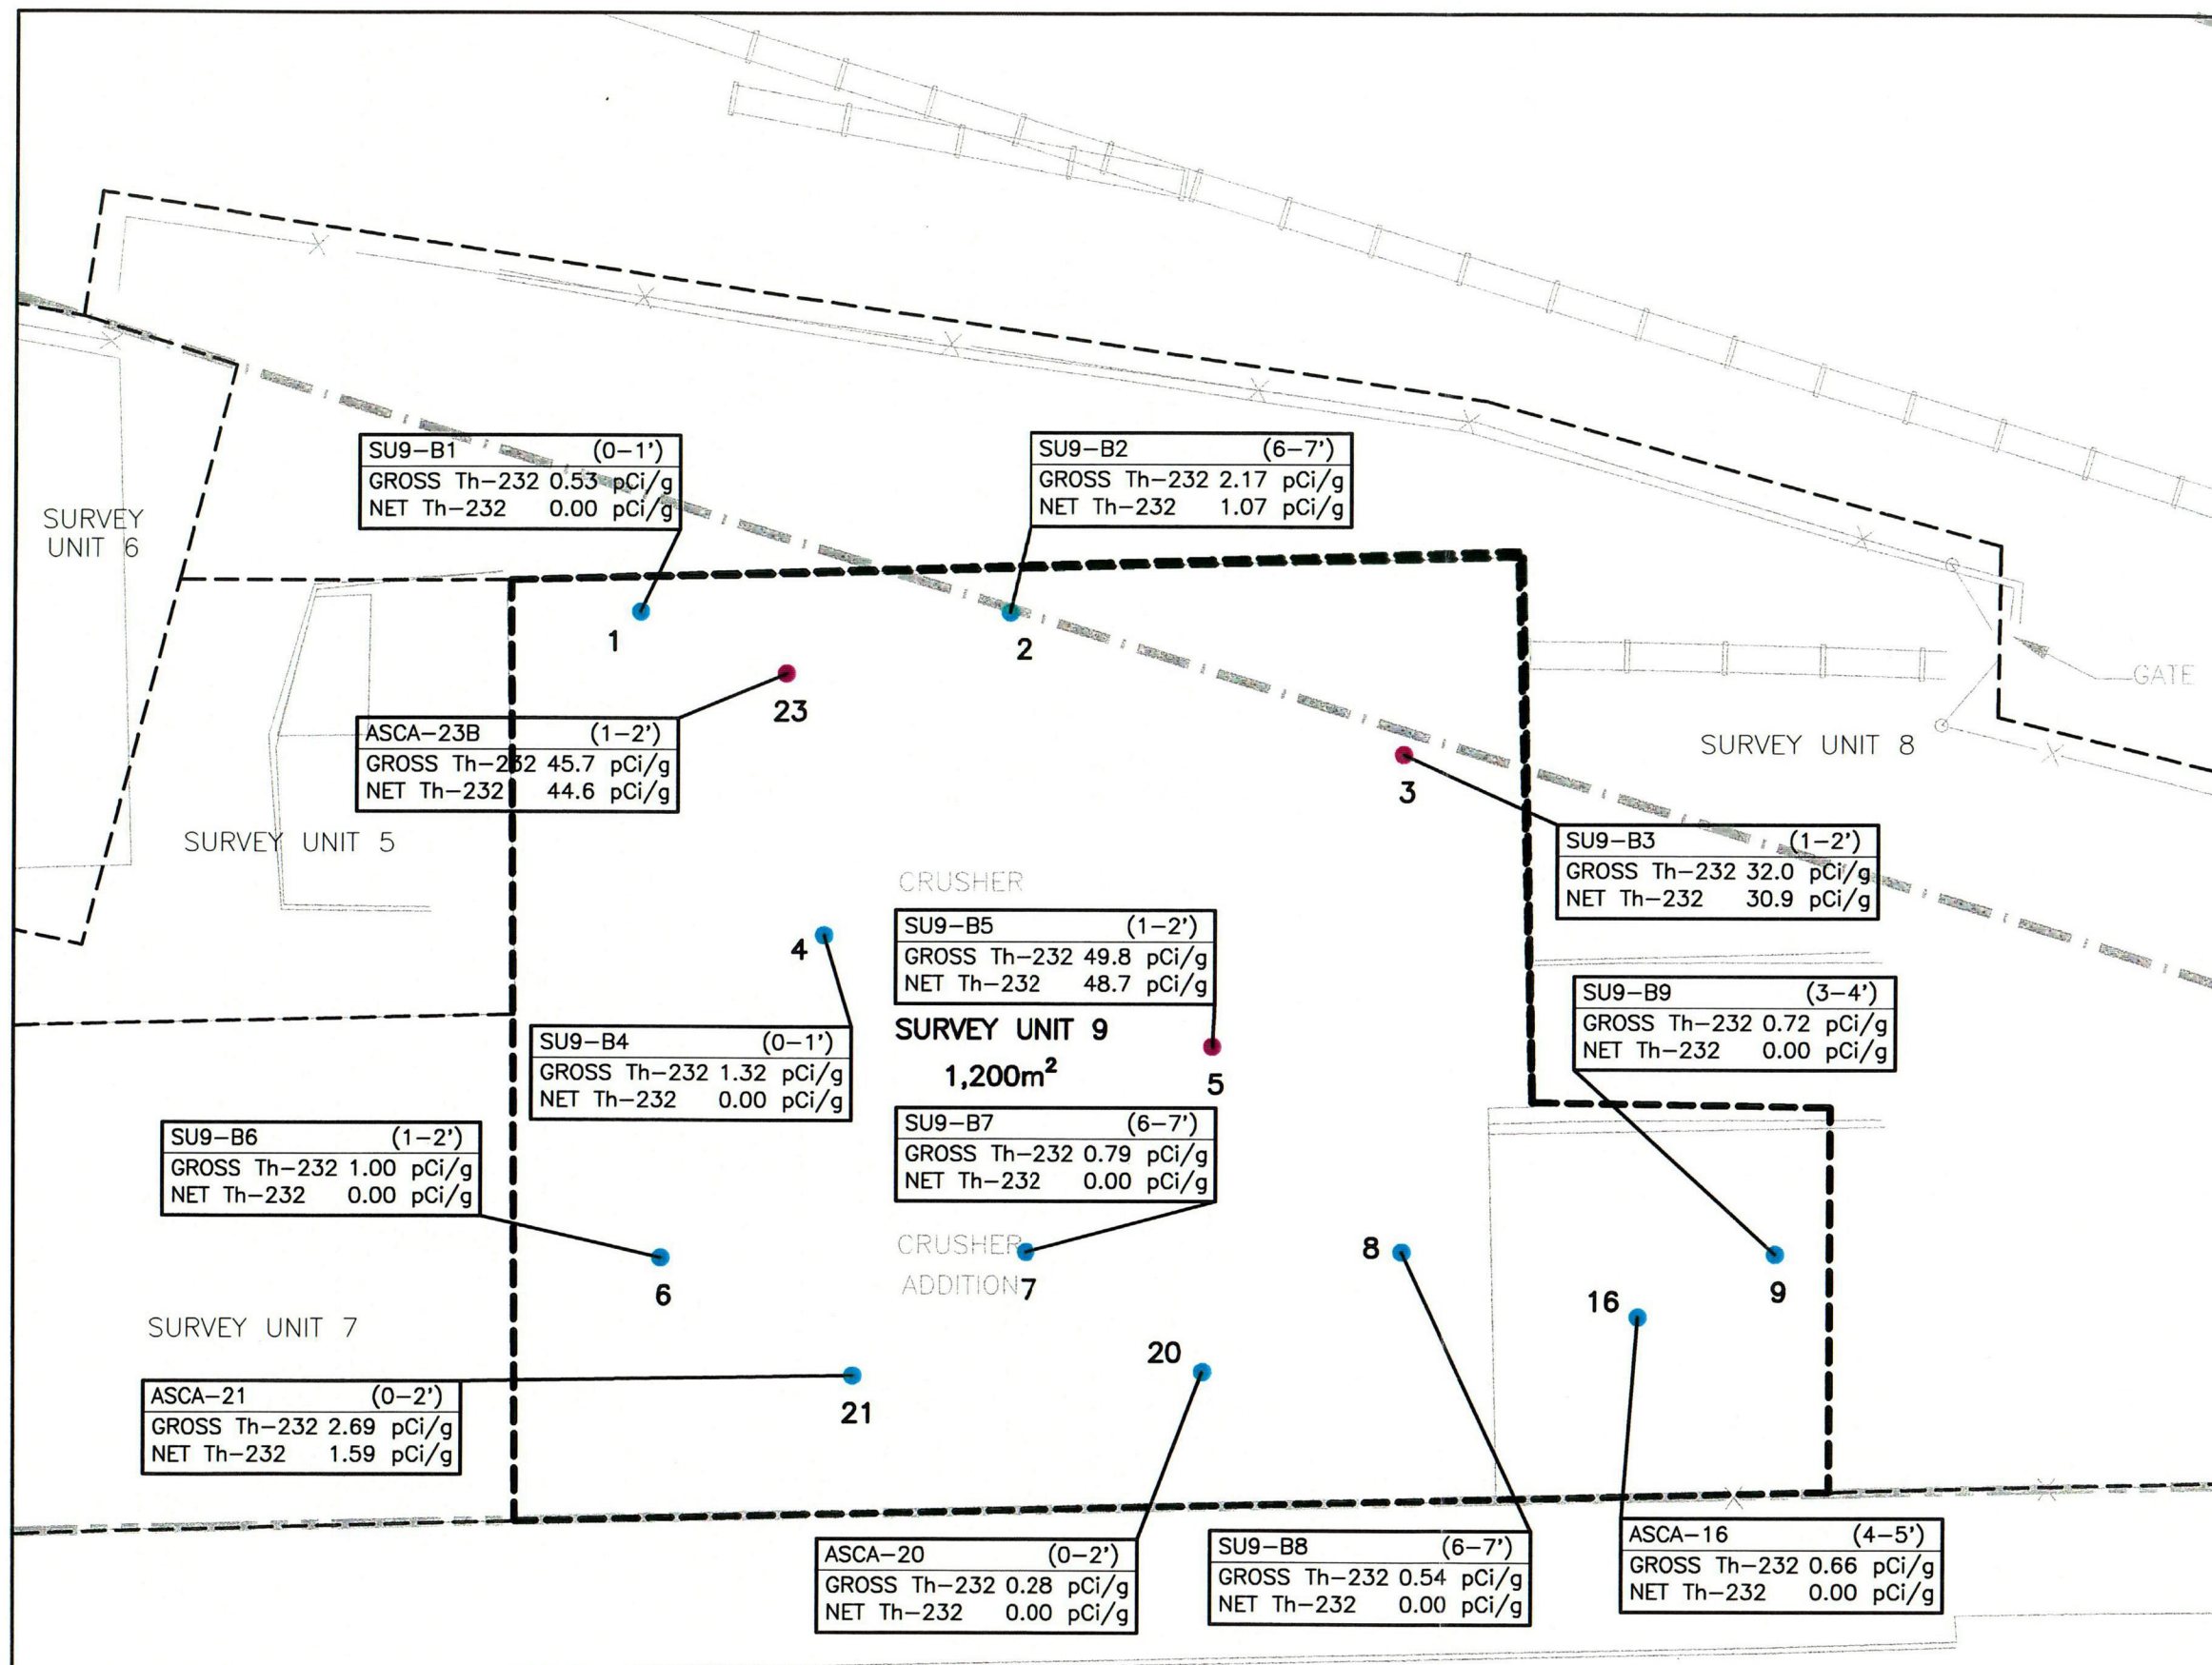 SU9-B1 (0-1')
GROSS Th-232 0.53 pCi/g
NET Th-232 0.00 pCi/g
SU9-B2 (6-7')
GROSS Th-232 2.17 pCi/g
NET Th-232 1.07 pCi/g
SURVEY
UNIT 6
1
2
23
GATE
ASCA-23B (1-2')
GROSS Th-232 45.7 pCi/g
NET Th-232 44.6 pCi/g
SURVEY UNIT 8
3
SURVEY UNIT 5
SU9-B3 (1-2')
GROSS Th-232 32.0 pCi/g
NET Th-232 30.9 pCi/g
CRUSHER
4
SU9-B5 (1-2')
GROSS Th-232 49.8 pCi/g
NET Th-232 48.7 pCi/g
SU9-B9 (3-4')
GROSS Th-232 0.72 pCi/g
NET Th-232 0.00 pCi/g
SURVEY UNIT 9
1,200m²
5
SU9-B4 (0-1')
GROSS Th-232 1.32 pCi/g
NET Th-232 0.00 pCi/g
SU9-B7 (6-7')
GROSS Th-232 0.79 pCi/g
NET Th-232 0.00 pCi/g
SU9-B6 (1-2')
GROSS Th-232 1.00 pCi/g
NET Th-232 0.00 pCi/g
CRUSHER
ADDITION
7
8
6
9
16
SURVEY UNIT 7
20
21
ASCA-21 (0-2')
GROSS Th-232 2.69 pCi/g
NET Th-232 1.59 pCi/g
ASCA-20 (0-2')
GROSS Th-232 0.28 pCi/g
NET Th-232 0.00 pCi/g
SU9-B8 (6-7')
GROSS Th-232 0.54 pCi/g
NET Th-232 0.00 pCi/g
ASCA-16 (4-5')
GROSS Th-232 0.66 pCi/g
NET Th-232 0.00 pCi/g